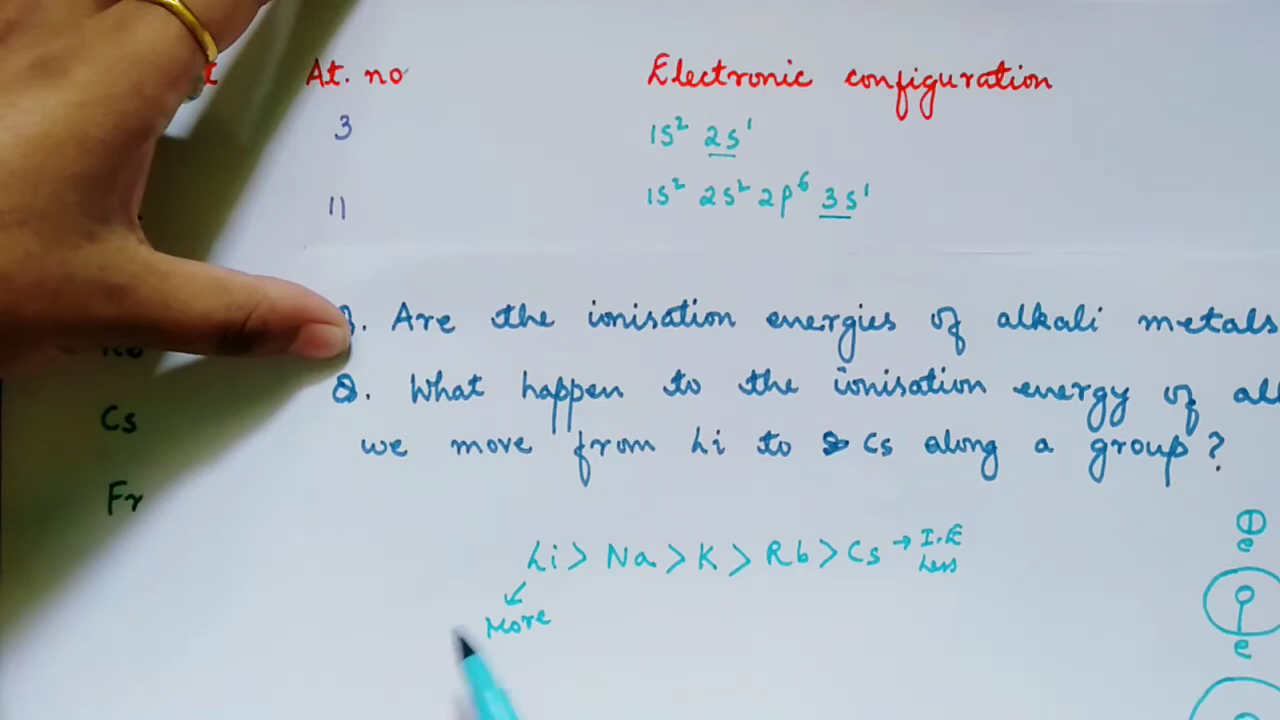 At. no Electronic configuration
3 1s² 2s¹
11 1s² 2s² 2p⁶ 3s¹
. Are the ionisation energies of alkali metals
Q. What happen to the ionisation energy of al
we move from Li to Cs along a group?
Cs
Fr
Li > Na > K > Rb > Cs → I.E
Less
More
e
e